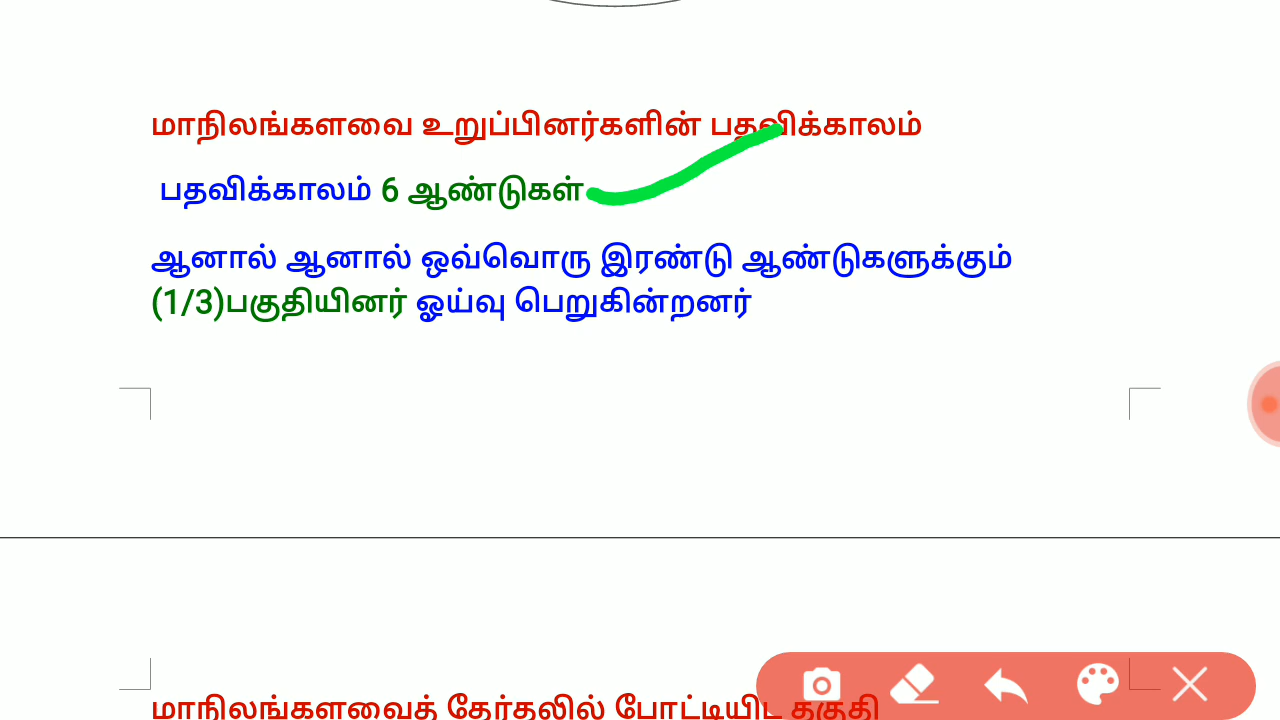 மாநிலங்களவை உறுப்பினர்களின் பதவிக்காலம்
பதவிக்காலம் 6 ஆண்டுகள்
ஆனால் ஆனால் ஒவ்வொரு இரண்டு ஆண்டுகளுக்கும்
(1/3)பகுதியினர் ஓய்வு பெறுகின்றனர்
மாநிலங்களவைத் தேர்தலில் போட்டியிட தகுதி